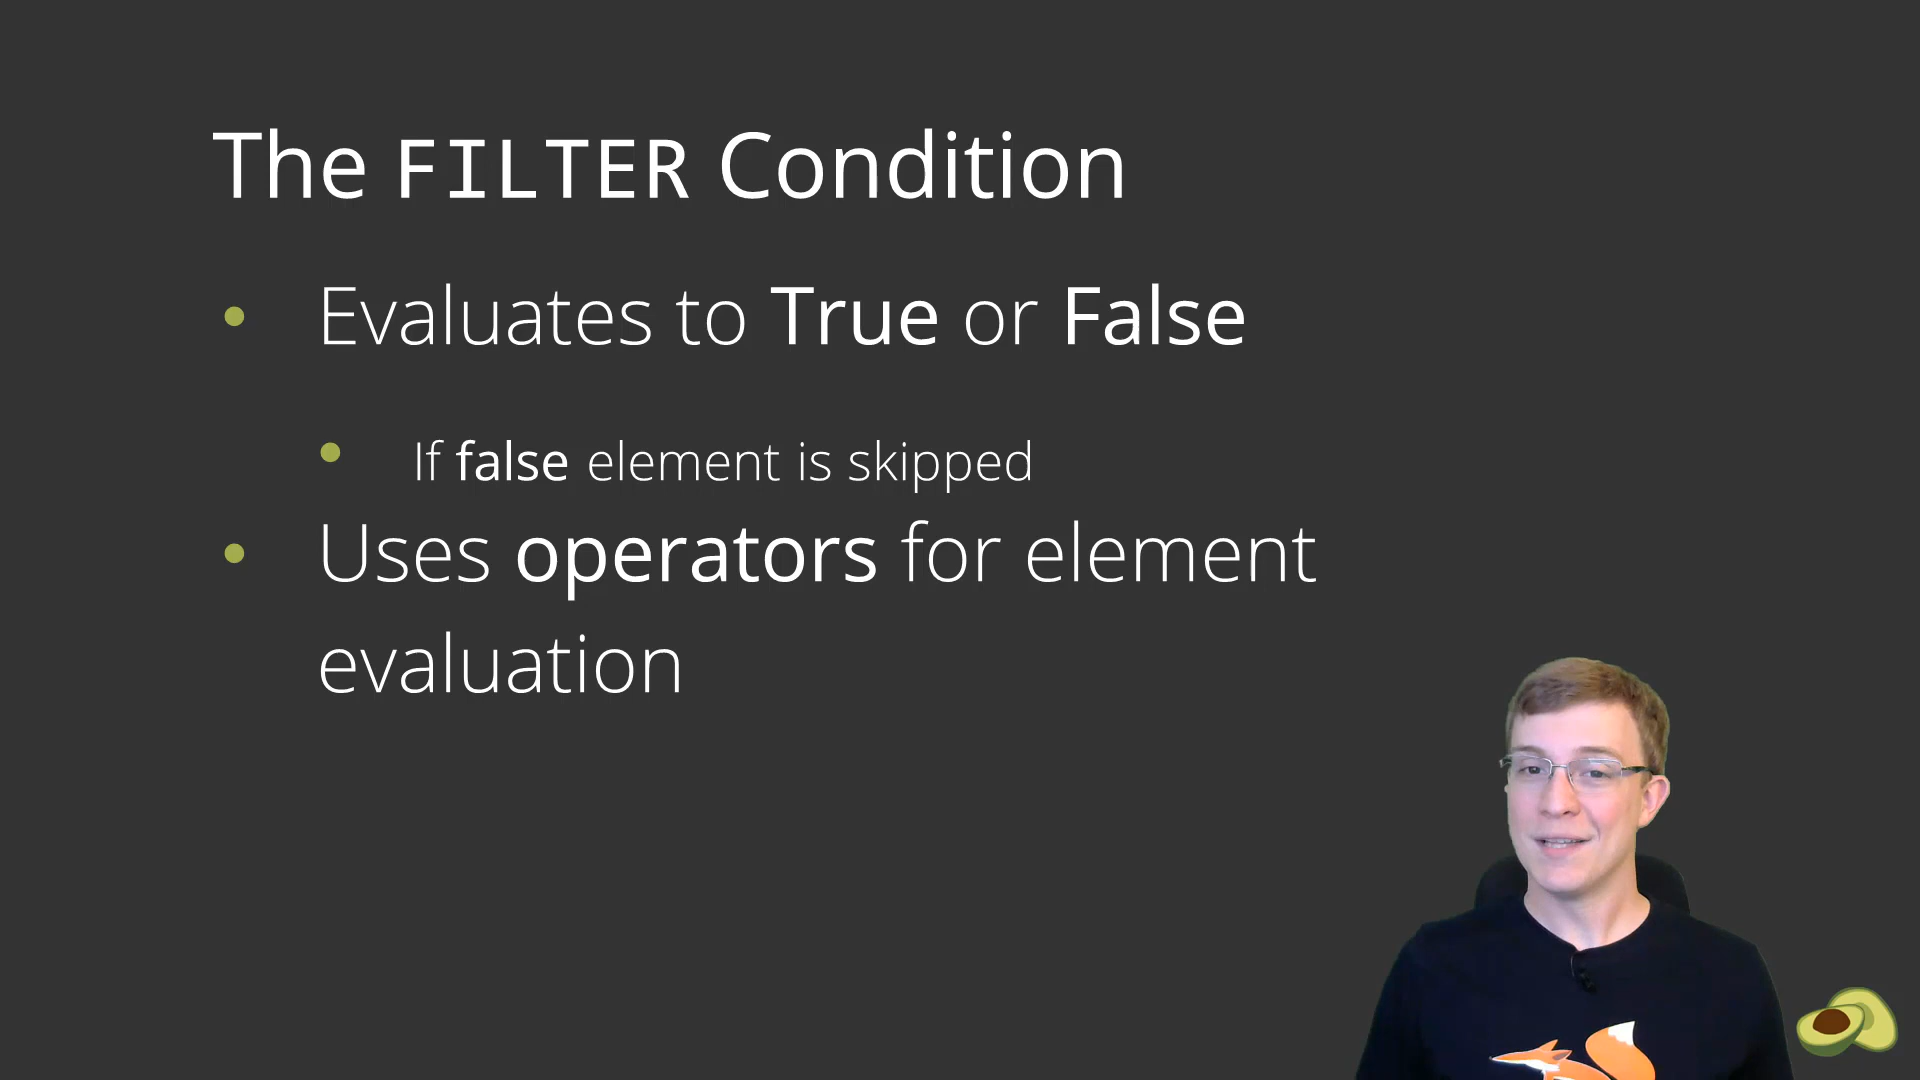 The FILTER Condition
• Evaluates to True or False
• If false element is skipped
• Uses operators for element
evaluation